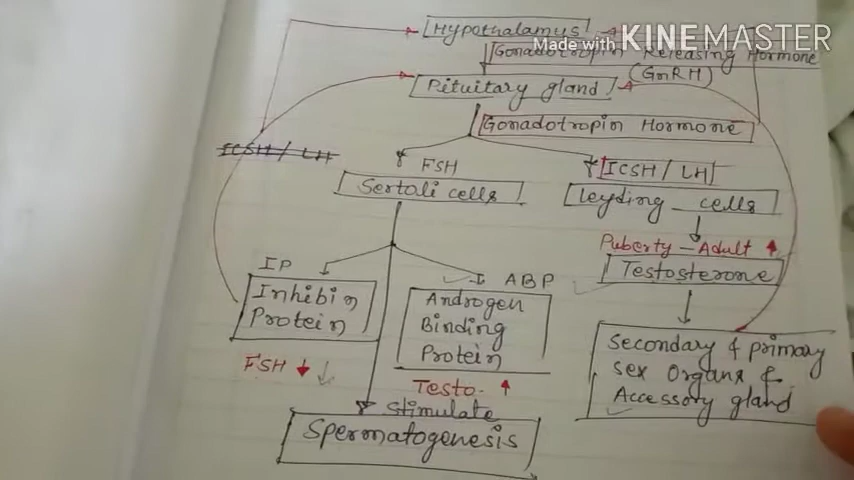 Hypothalamus
Made with KINEMASTER
Gonadotropin Releasing Hormone
(GnRH)
Pituitary gland
Gonadotropin Hormone
ICSH / LH
FSH
ICSH / LH
Sertali cells
Leyding cells
Puberty - Adult
Testosterone
IP
Inhibin
Protein
ABP
Androgen
Binding
Protein
Secondary & primary
sex organs &
Accessory gland
FSH ↓ ↓
Testo. ↑
stimulate
Spermatogenesis